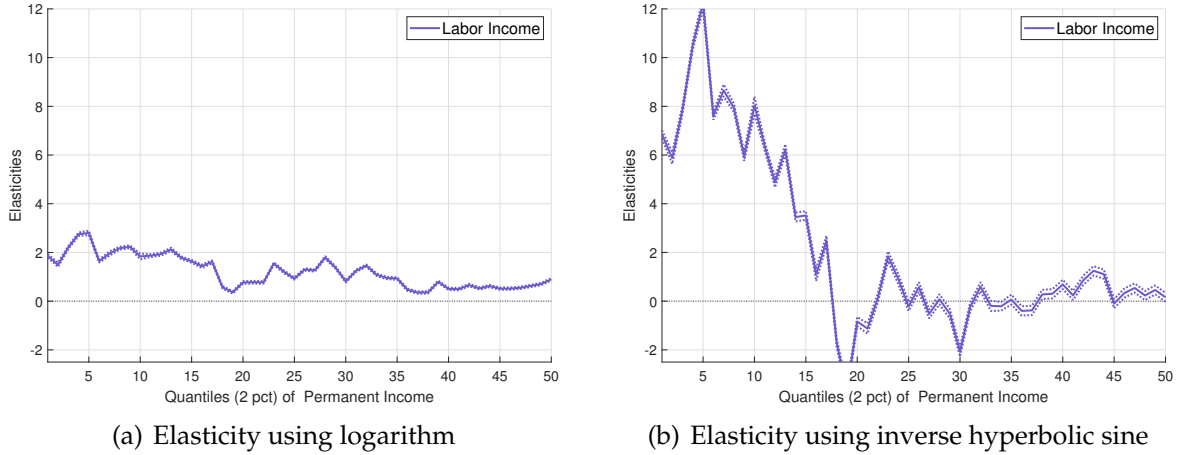 12
10
8
6
4
2
0
-2
Elasticities
Labor Income
5 10 15 20 25 30 35 40 45 50
Quantiles (2 pct) of Permanent Income
(a) Elasticity using logarithm
12
10
8
6
4
2
0
-2
Elasticities
Labor Income
5 10 15 20 25 30 35 40 45 50
Quantiles (2 pct) of Permanent Income
(b) Elasticity using inverse hyperbolic sine